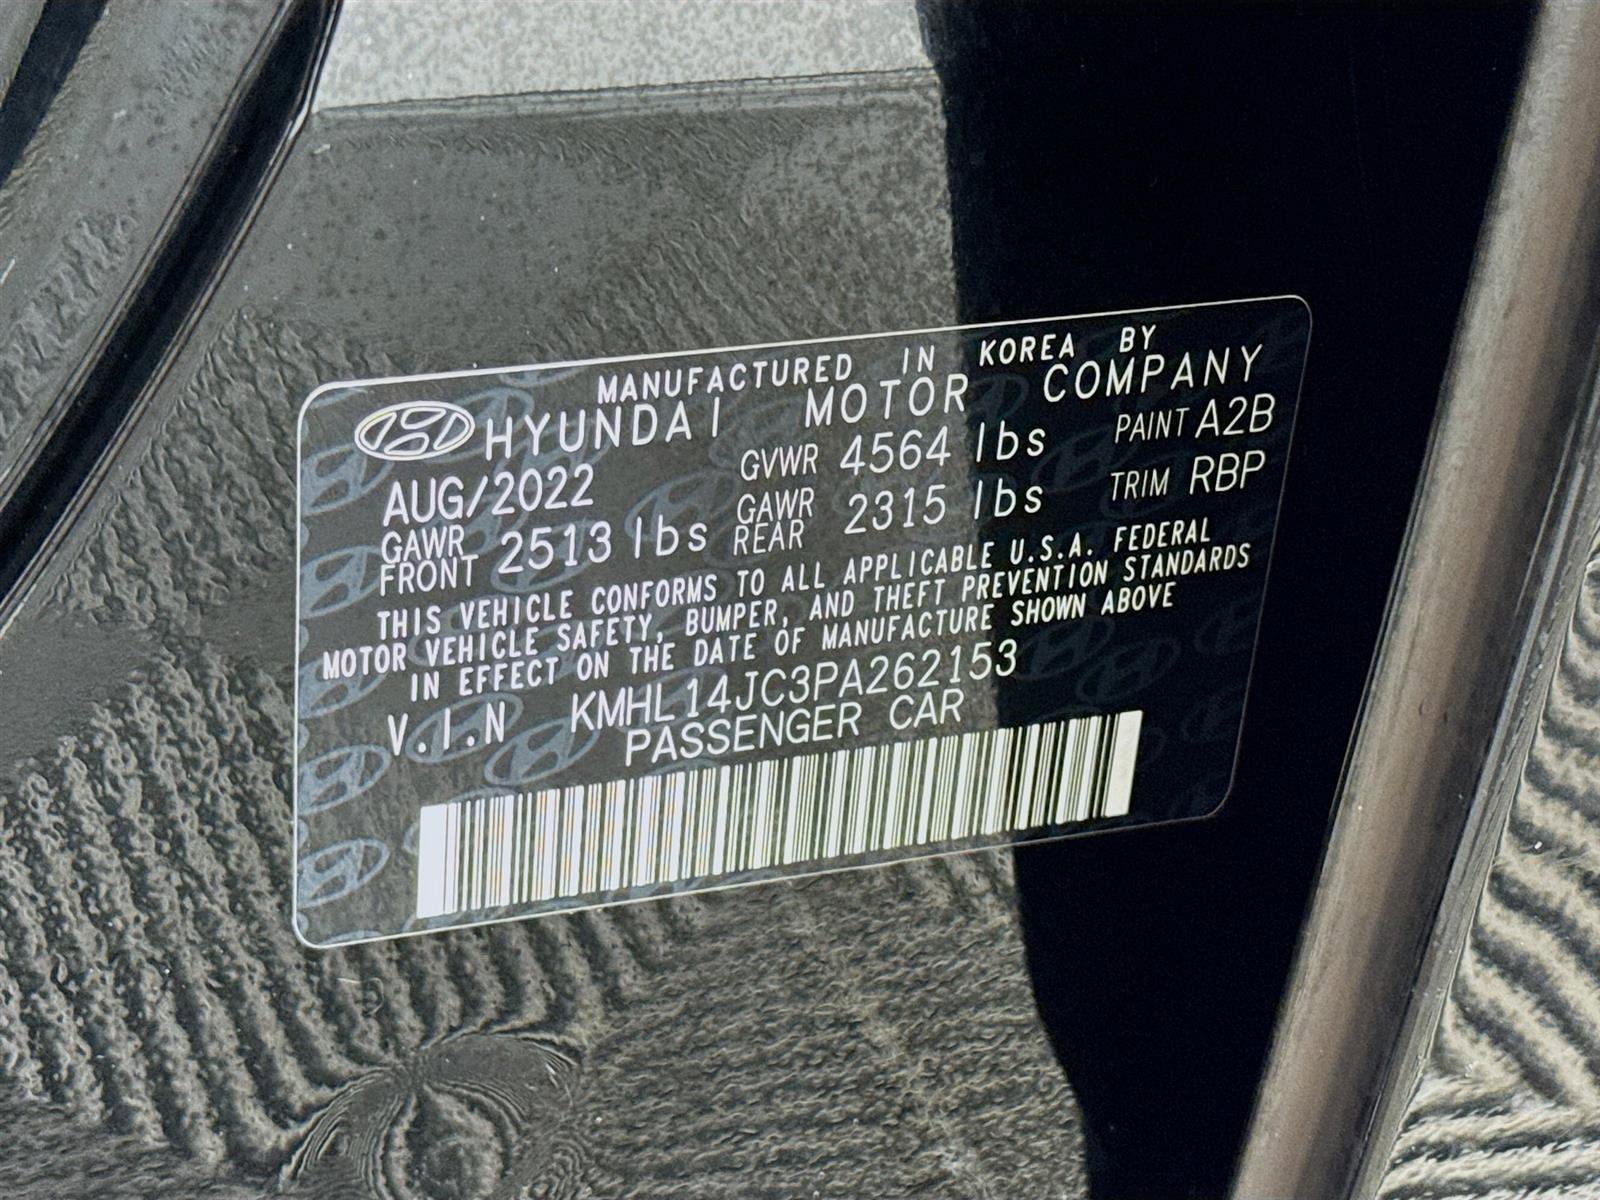 MANUFACTURED IN KOREA BY
HYUNDAI MOTOR COMPANY
AUG/2022 GVWR 4564 lbs PAINT A2B
GAWR FRONT 2513 lbs GAWR REAR 2315 lbs TRIM RBP
THIS VEHICLE CONFORMS TO ALL APPLICABLE U.S.A. FEDERAL
MOTOR VEHICLE SAFETY, BUMPER, AND THEFT PREVENTION STANDARDS
IN EFFECT ON THE DATE OF MANUFACTURE SHOWN ABOVE
V.I.N KMHL14JC3PA262153
PASSENGER CAR